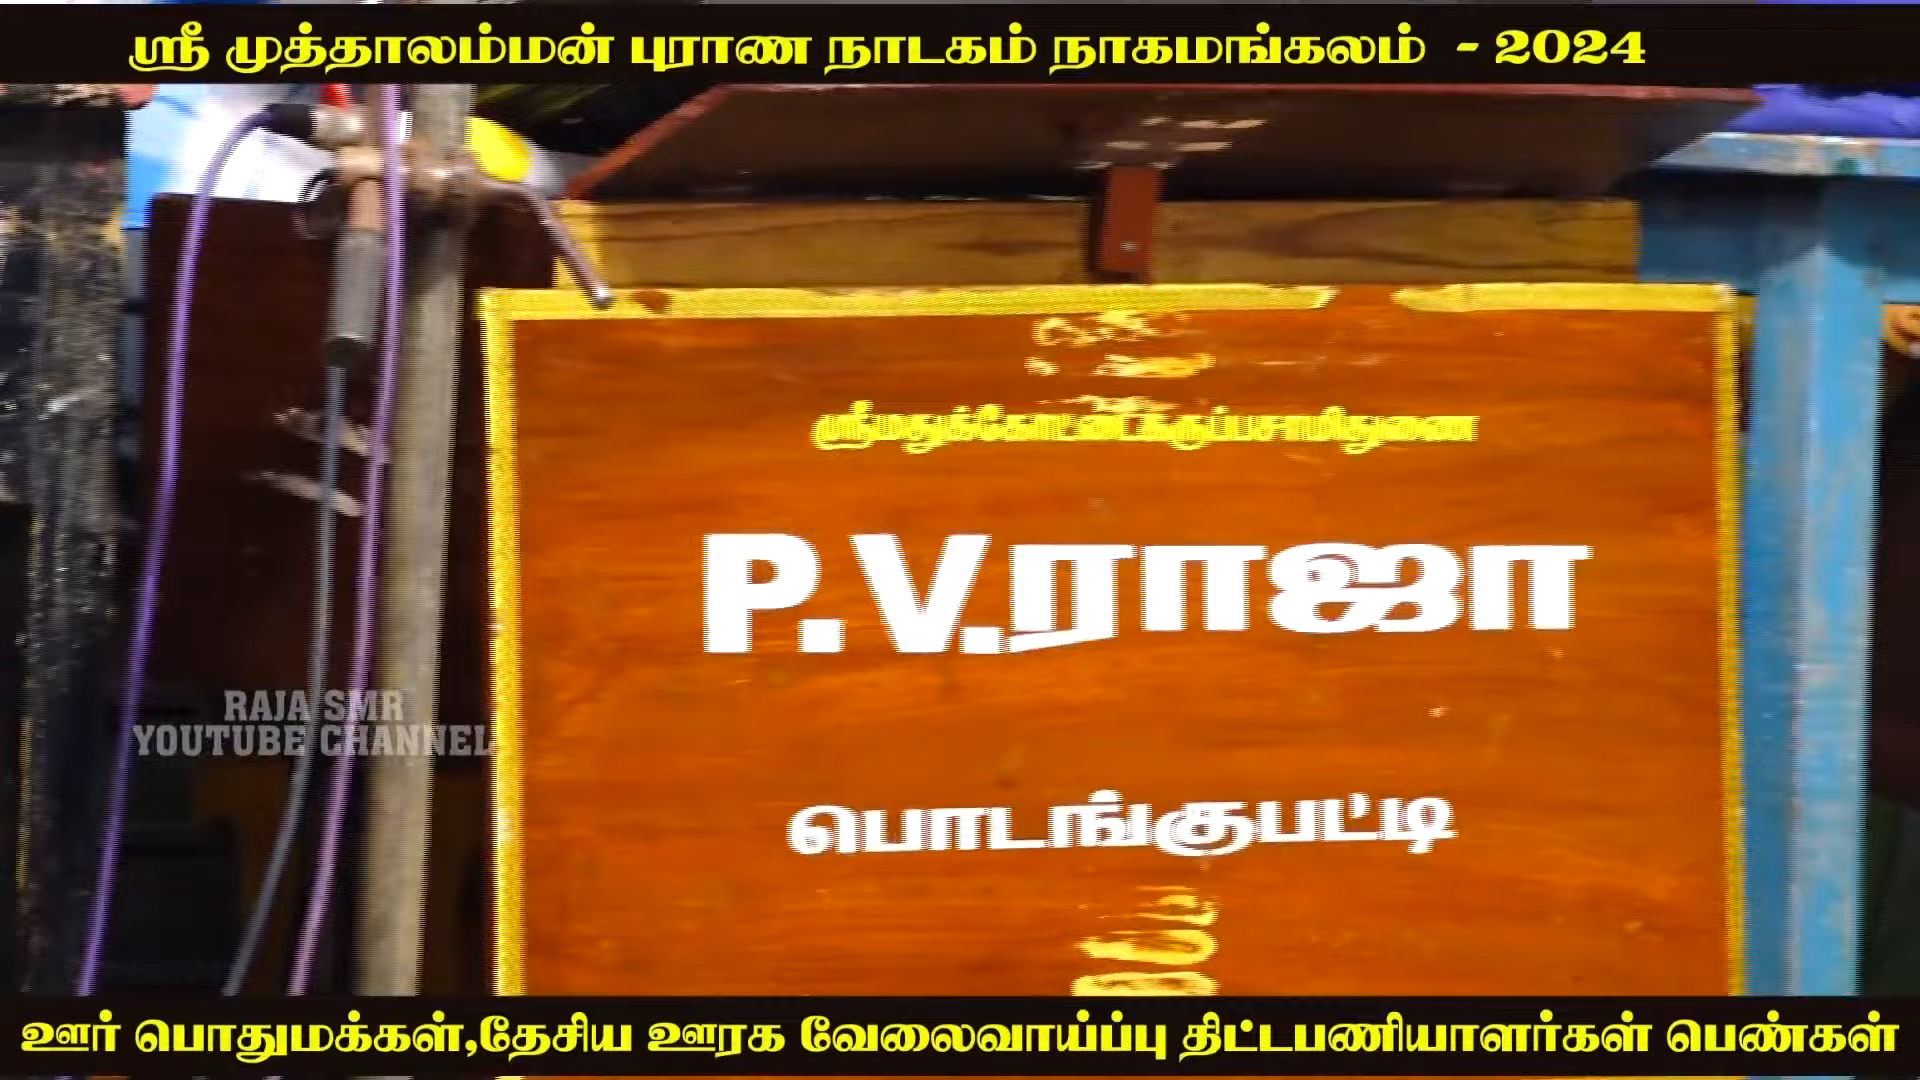 ஸ்ரீ முத்தாலம்மன் புராண நாடகம் நாகமங்கலம் - 2024
P.V.ராஜா
பொடங்குபட்டி
RAJA SMR
YOUTUBE CHANNEL
ஊர் பொதுமக்கள்,தேசிய ஊரக வேலைவாய்ப்பு திட்டபணியாளர்கள் பெண்கள்